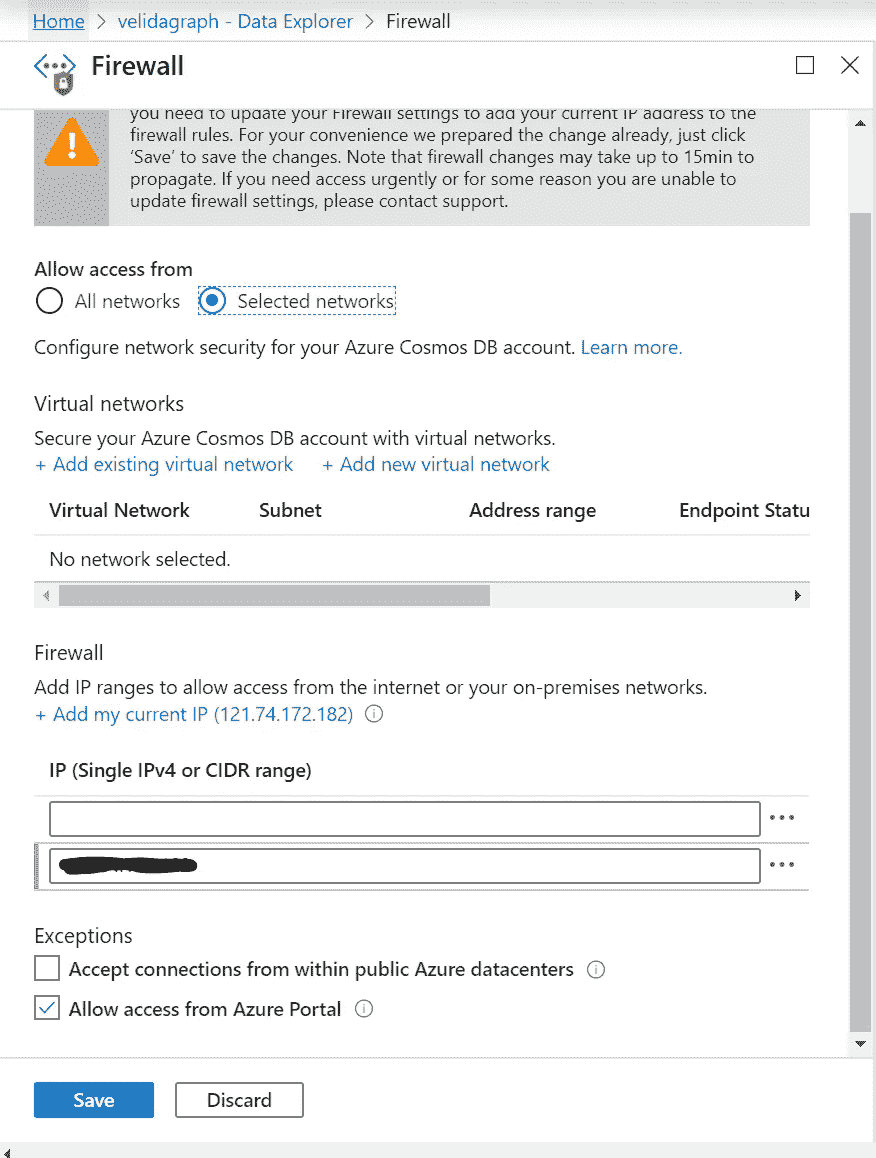 Home > velidagraph - Data Explorer > Firewall
Firewall
you need to update your Firewall settings to add your current IP address to the
firewall rules. For your convenience we prepared the change already, just click
'Save' to save the changes. Note that firewall changes may take up to 15min to
propagate. If you need access urgently or for some reason you are unable to
update firewall settings, please contact support.
Allow access from
All networks Selected networks
Configure network security for your Azure Cosmos DB account. Learn more.
Virtual networks
Secure your Azure Cosmos DB account with virtual networks.
+ Add existing virtual network + Add new virtual network
Virtual Network Subnet Address range Endpoint Statu
No network selected.
Firewall
Add IP ranges to allow access from the internet or your on-premises networks.
+ Add my current IP (121.74.172.182)
IP (Single IPv4 or CIDR range)
Exceptions
Accept connections from within public Azure datacenters
Allow access from Azure Portal
Save Discard